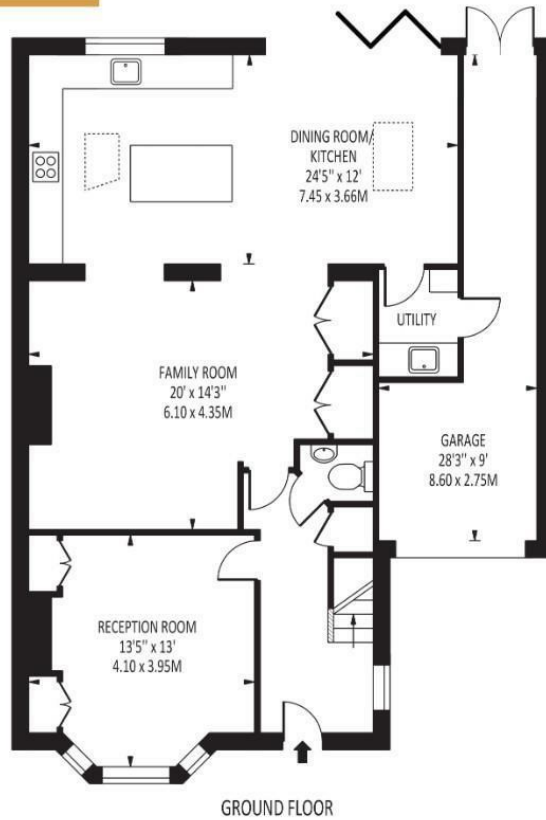 DINING ROOM/
KITCHEN
24'5" x 12'
7.45 x 3.66M
UTILITY
FAMILY ROOM
20' x 14'3"
6.10 x 4.35M
GARAGE
28'3" x 9'
8.60 x 2.75M
RECEPTION ROOM
13'5" x 13'
4.10 x 3.95M
GROUND FLOOR